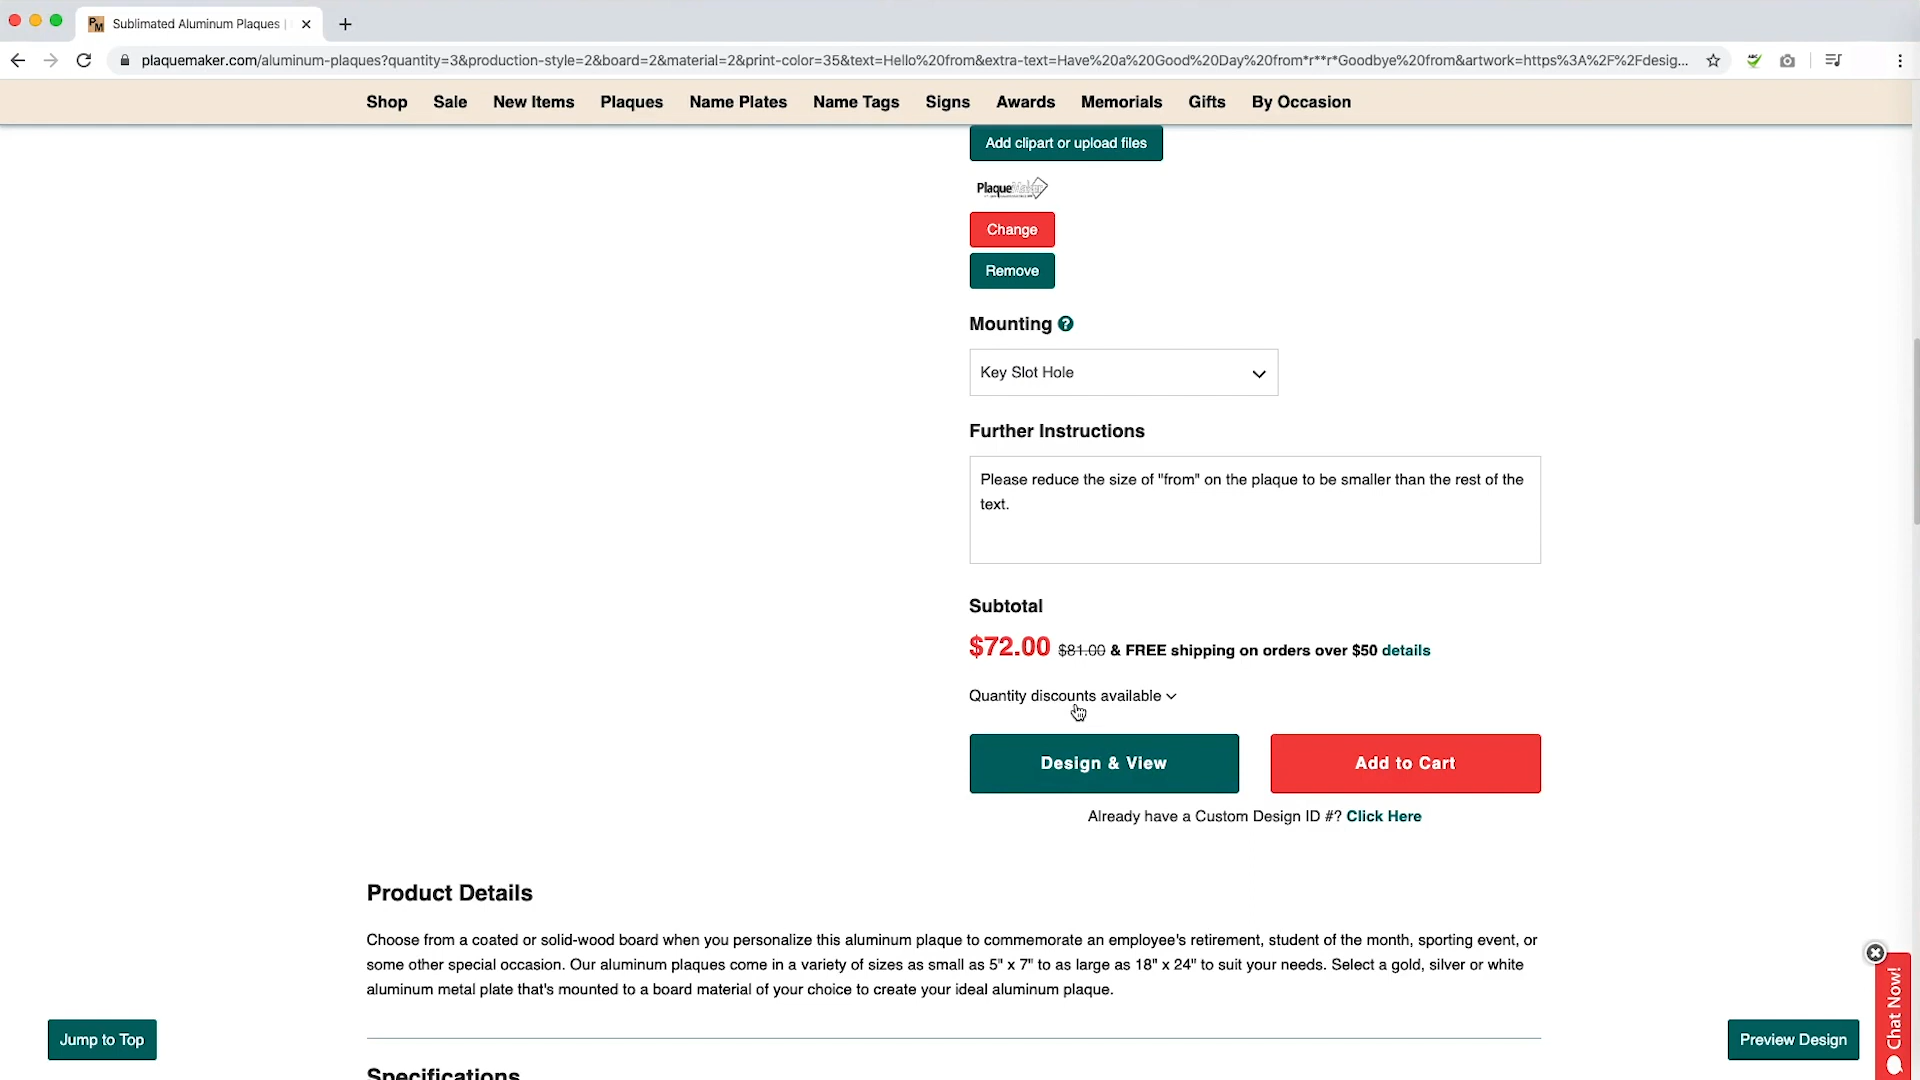 Sublimated Aluminum Plaques |
plaquemaker.com/aluminum-plaques?quantity=3&production-style=2&board=2&material=2&print-color=35&text=Hello%20from&extra-text=Have%20a%20Good%20Day%20from*r**r*Goodbye%20from&artwork=https%3A%2F%2Fdesig...
Shop Sale New Items Plaques Name Plates Name Tags Signs Awards Memorials Gifts By Occasion
Add clipart or upload files
PlaqueMaker
Change
Remove
Mounting ?
Key Slot Hole
Further Instructions
Please reduce the size of "from" on the plaque to be smaller than the rest of the
text.
Subtotal
$72.00 $81.00 & FREE shipping on orders over $50 details
Quantity discounts available
Design & View Add to Cart
Already have a Custom Design ID #? Click Here
Product Details
Choose from a coated or solid-wood board when you personalize this aluminum plaque to commemorate an employee's retirement, student of the month, sporting event, or
some other special occasion. Our aluminum plaques come in a variety of sizes as small as 5" x 7" to as large as 18" x 24" to suit your needs. Select a gold, silver or white
aluminum metal plate that's mounted to a board material of your choice to create your ideal aluminum plaque.
Chat Now!
Jump to Top Preview Design
Specifications